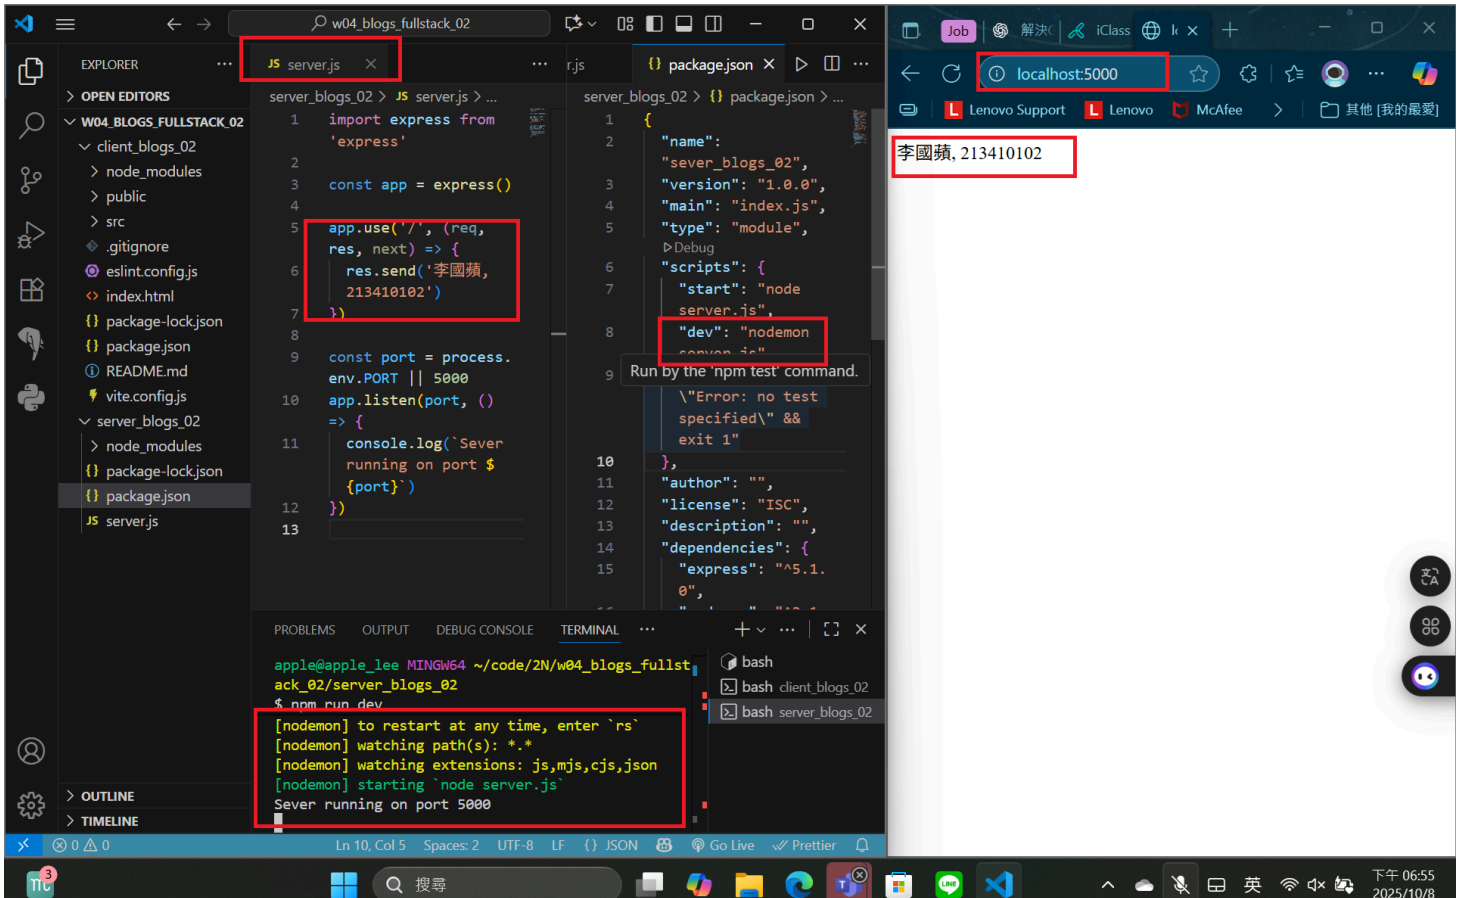 w04_blogs_fullstack_02
EXPLORER
OPEN EDITORS
W04_BLOGS_FULLSTACK_02
client_blogs_02
node_modules
public
src
.gitignore
eslint.config.js
index.html
package-lock.json
package.json
README.md
vite.config.js
server_blogs_02
node_modules
package-lock.json
package.json
JS server.js
OUTLINE
TIMELINE
JS server.js
server_blogs_02 > JS server.js > ...
1 import express from
'express'
2
3 const app = express()
4
5 app.use('/', (req,
res, next) => {
6 res.send('李國蘋,
213410102')
7 })
8
9 const port = process.
env.PORT || 5000
10 app.listen(port, ()
=> {
11 console.log(`Sever
running on port $
{port}`)
12 })
13
r.js
{} package.json
server_blogs_02 > {} package.json > ...
1 {
2 "name":
"sever_blogs_02",
3 "version": "1.0.0",
4 "main": "index.js",
5 "type": "module",
Debug
6 "scripts": {
7 "start": "node
server.js",
8 "dev": "nodemon
server.js"
Run by the 'npm test' command.
9
\"Error: no test
specified\" &&
exit 1"
10 },
11 "author": "",
12 "license": "ISC",
13 "description": "",
14 "dependencies": {
15 "express": "^5.1.
0",
PROBLEMS OUTPUT DEBUG CONSOLE TERMINAL
apple@apple_lee MINGW64 ~/code/2N/w04_blogs_fullst
ack_02/server_blogs_02
$ npm run dev
[nodemon] to restart at any time, enter `rs`
[nodemon] watching path(s): *.*
[nodemon] watching extensions: js,mjs,cjs,json
[nodemon] starting `node server.js`
Sever running on port 5000
bash
bash client_blogs_02
bash server_blogs_02
0 0 Ln 10, Col 5 Spaces: 2 UTF-8 LF {} JSON Go Live Prettier
Job 解決 iClass
localhost:5000
Lenovo Support Lenovo McAfee 其他 [我的最愛]
李國蘋, 213410102
3
搜尋
LINE
英
下午 06:55
2025/10/8